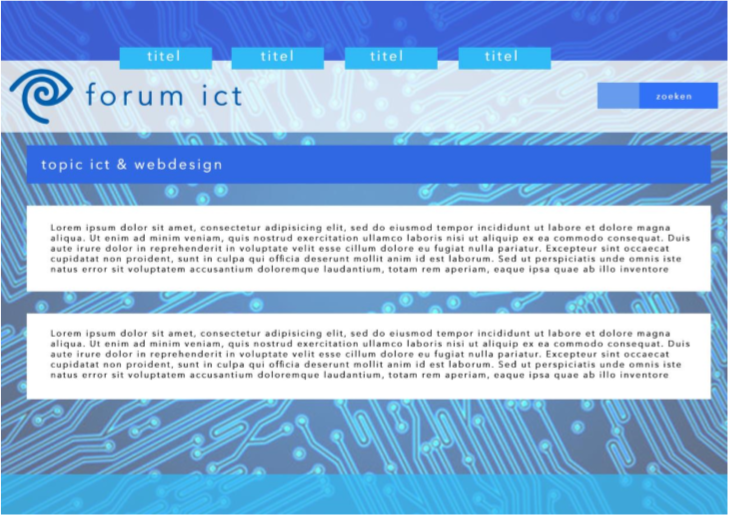 titel titel titel titel
forum ict
zoeken
topic ict & webdesign
Lorem ipsum dolor sit amet, consectetur adipisicing elit, sed do eiusmod tempor incididunt ut labore et dolore magna
aliqua. Ut enim ad minim veniam, quis nostrud exercitation ullamco laboris nisi ut aliquip ex ea commodo consequat. Duis
aute irure dolor in reprehenderit in voluptate velit esse cillum dolore eu fugiat nulla pariatur. Excepteur sint occaecat
cupidatat non proident, sunt in culpa qui officia deserunt mollit anim id est laborum. Sed ut perspiciatis unde omnis iste
natus error sit voluptatem accusantium doloremque laudantium, totam rem aperiam, eaque ipsa quae ab illo inventore
Lorem ipsum dolor sit amet, consectetur adipisicing elit, sed do eiusmod tempor incididunt ut labore et dolore magna
aliqua. Ut enim ad minim veniam, quis nostrud exercitation ullamco laboris nisi ut aliquip ex ea commodo consequat. Duis
aute irure dolor in reprehenderit in voluptate velit esse cillum dolore eu fugiat nulla pariatur. Excepteur sint occaecat
cupidatat non proident, sunt in culpa qui officia deserunt mollit anim id est laborum. Sed ut perspiciatis unde omnis iste
natus error sit voluptatem accusantium doloremque laudantium, totam rem aperiam, eaque ipsa quae ab illo inventore